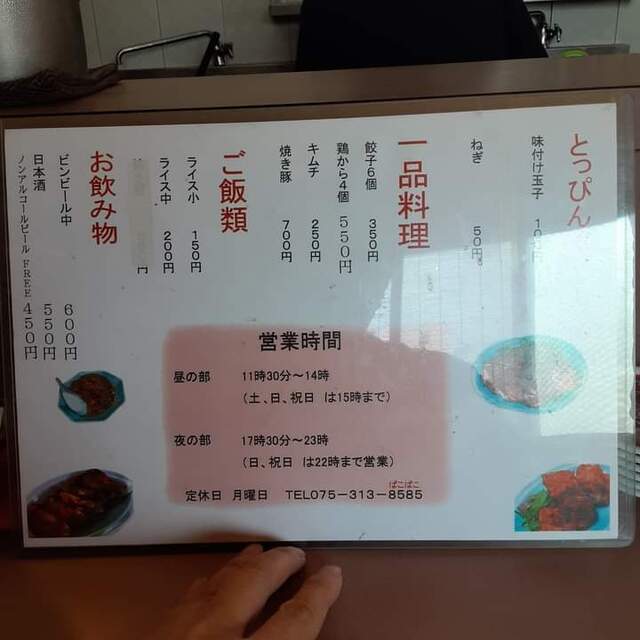 とっぴん
味付け玉子
ねぎ 50円
一品料理
餃子6個 350円
鶏から4個 550円
キムチ 250円
焼き豚 700円
ご飯類
ライス小 150円
ライス中 200円
円
お飲み物
ビンビール中 600円
日本酒 550円
ノンアルコールビール FREE 450円
営業時間
昼の部 11時30分～14時
(土、日、祝日 は15時まで)
夜の部 17時30分～23時
(日、祝日 は22時まで営業)
ぱこぱこ
定休日 月曜日 TEL075－313－8585